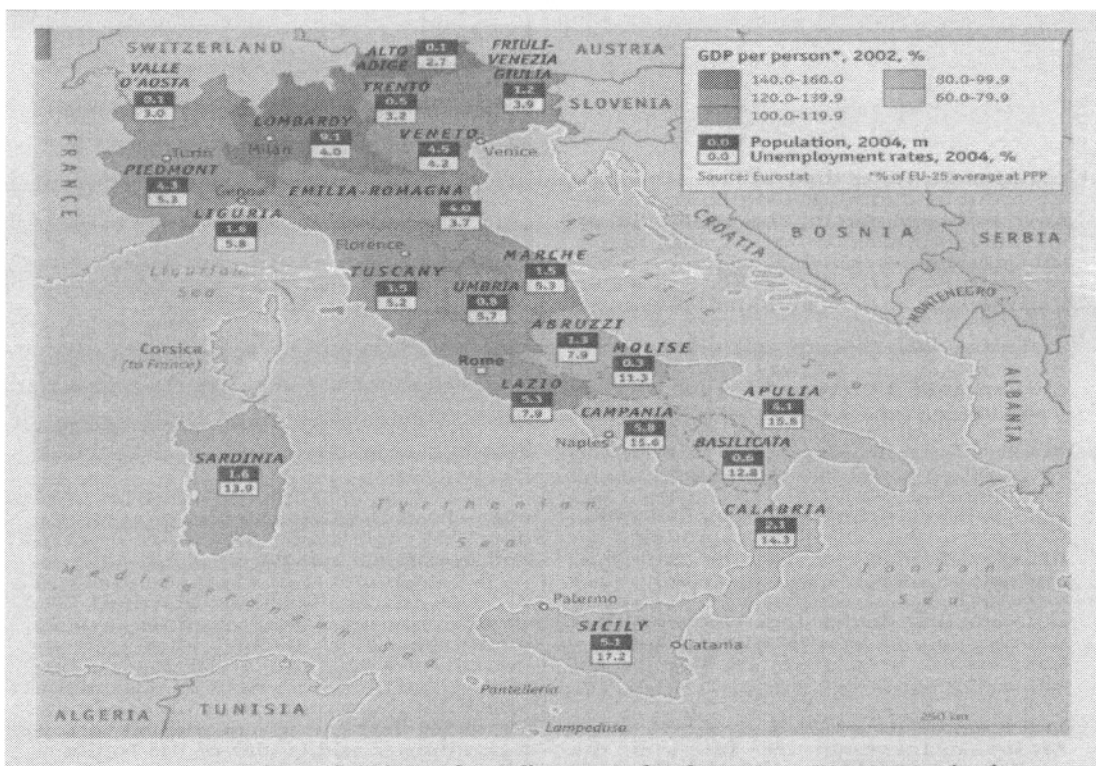 SWITZERLAND
AUSTRIA
ALTO ADIGE
0.1
2.7
FRIULI-
VENEZIA
GIULIA
1.2
3.9
VALLE
D'AOSTA
0.1
3.0
TRENTO
0.5
3.2
SLOVENIA
LOMBARDY
9.1
4.0
Milan
VENETO
4.5
4.2
Venice
FRANCE
Turin
PIEDMONT
4.3
5.3
Genoa
LIGURIA
1.6
5.8
EMILIA-ROMAGNA
4.0
3.7
GDP per person*, 2002, %
140.0-160.0
120.0-139.9
100.0-119.9
80.0-99.9
60.0-79.9
0.0 Population, 2004, m
0.0 Unemployment rates, 2004, %
Source: Eurostat *% of EU-25 average at PPP
CROATIA
BOSNIA
SERBIA
MONTENEGRO
ALBANIA
Ligurian
Sea
Florence
TUSCANY
3.5
5.2
MARCHE
1.5
5.3
UMBRIA
5.7
Corsica
(to France)
Rome
ABRUZZI
1.3
7.9
MOLISE
0.3
11.3
LAZIO
7.9
CAMPANIA
5.8
15.6
Naples
APULIA
4.1
BASILICATA
0.6
12.8
SARDINIA
1.6
13.9
CALABRIA
2.1
14.3
Tyrrhenian
Sea
Mediterranean Sea
Ionian
Sea
Palermo
SICILY
5.1
17.2
Catania
Pantelleria
Lampedusa
ALGERIA
TUNISIA
250 km